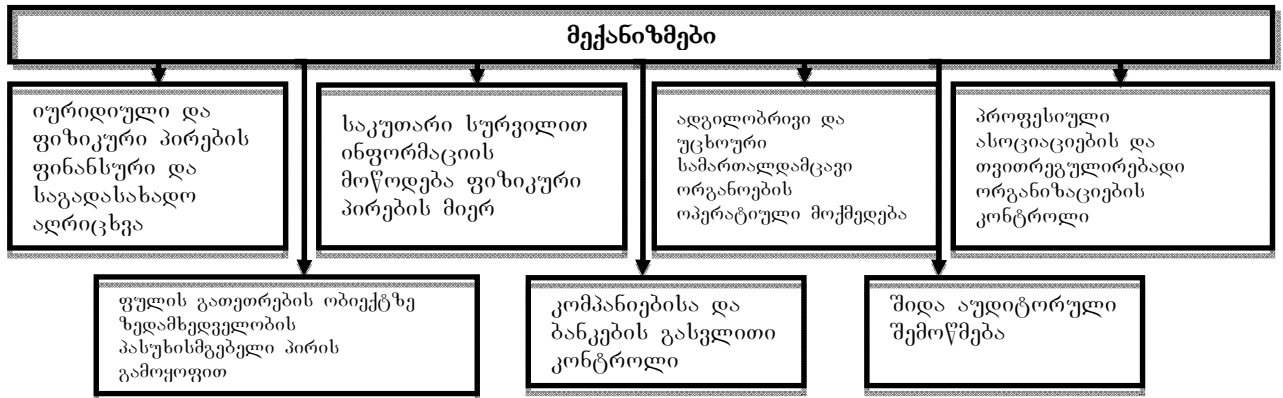 მექანიზმები
იურიდიული და
ფიზიკური პირების
ფინანსური და
საგადასახადო
აღრიცხვა
საკუთარი სურვილით
ინფორმაციის
მოწოდება ფიზიკური
პირების მიერ
ადგილობრივი და
უცხოური
სამართალდამცავი
ორგანოების
ოპერატიული მოქმედება
პროფესიული
ასოციაციების და
თვითრეგულირებადი
ორგანიზაციების
კონტროლი
ფულის გათეთრების ობიექტზე
ზედამხედველობის
პასუხისმგებელი პირის
გამოყოფით
კომპანიებისა და
ბანკების გასვლითი
კონტროლი
შიდა აუდიტორული
შემოწმება